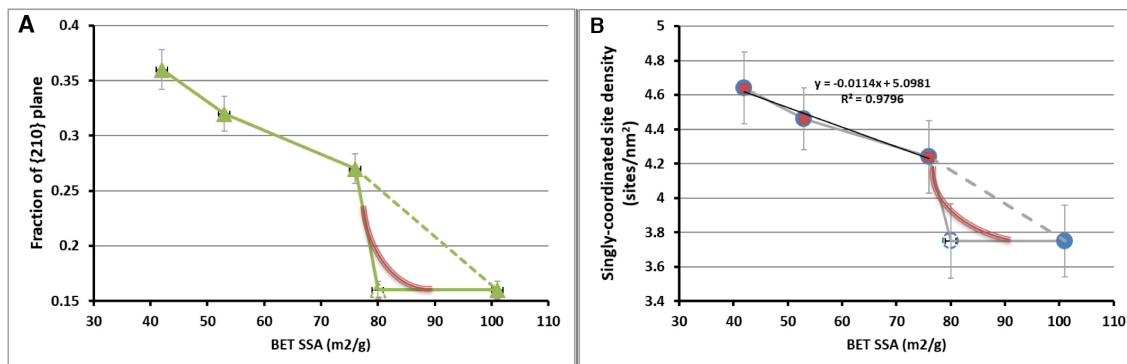 A
Fraction of {210} plane
0.4
0.35
0.3
0.25
0.2
0.15
30 40 50 60 70 80 90 100 110
BET SSA (m2/g)
B
Singly-coordinated site density
(sites/nm²)
5
4.8
4.6
4.4
4.2
4
3.8
3.6
3.4
y = -0.0114x + 5.0981
R² = 0.9796
30 40 50 60 70 80 90 100 110
BET SSA (m2/g)